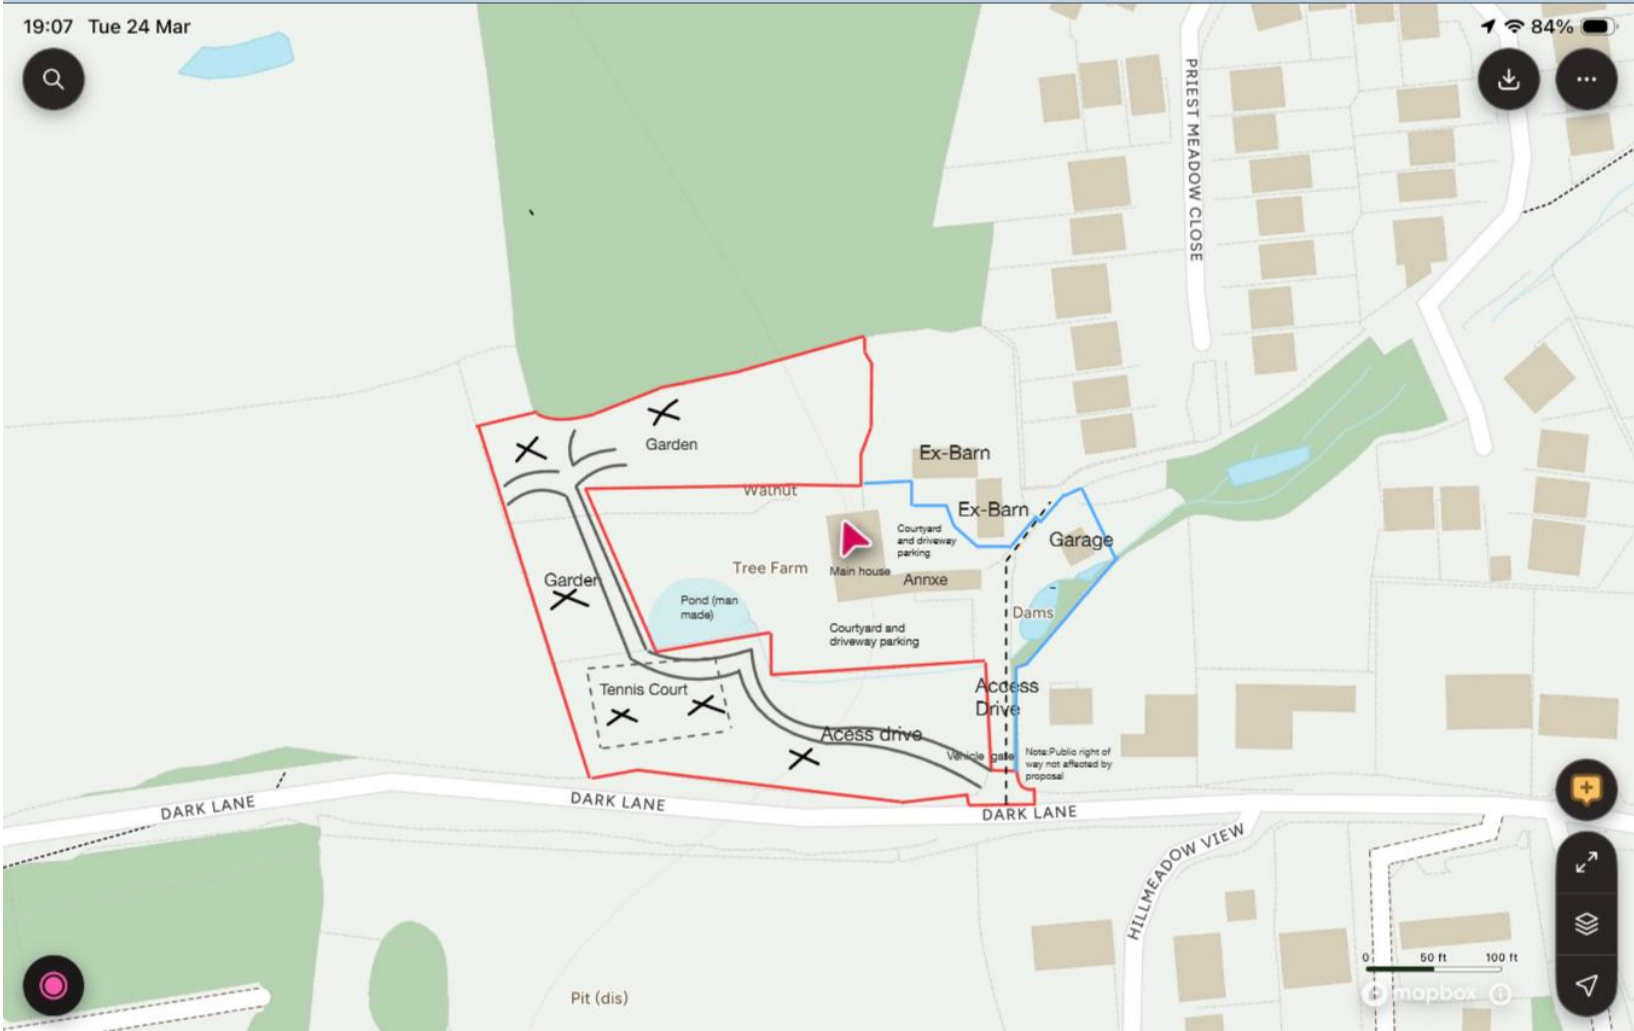 19:07 Tue 24 Mar
84%
PRIEST MEADOW CLOSE
Garden
Ex-Barn
Walnut
Ex-Barn
Courtyard
and driveway
parking
Garage
Tree Farm
Main house
Annxe
Garden
Pond (man
made)
Dams
Courtyard and
driveway parking
Tennis Court
Access
Drive
Acess drive
Vehicle gate
Note:Public right of
way not affected by
proposal
DARK LANE
DARK LANE
DARK LANE
HILLMEADOW VIEW
0 50 ft 100 ft
mapbox
Pit (dis)